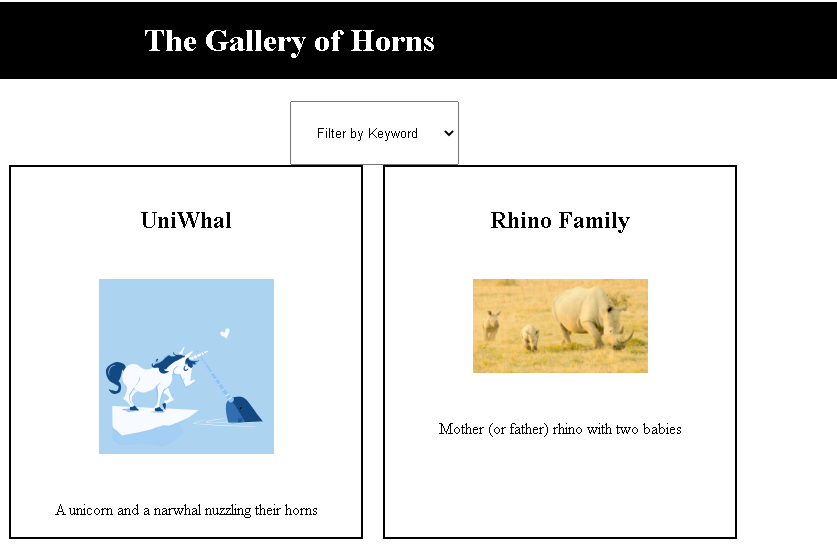 The Gallery of Horns
Filter by Keyword
UniWhal
A unicorn and a narwhal nuzzling their horns
Rhino Family
Mother (or father) rhino with two babies